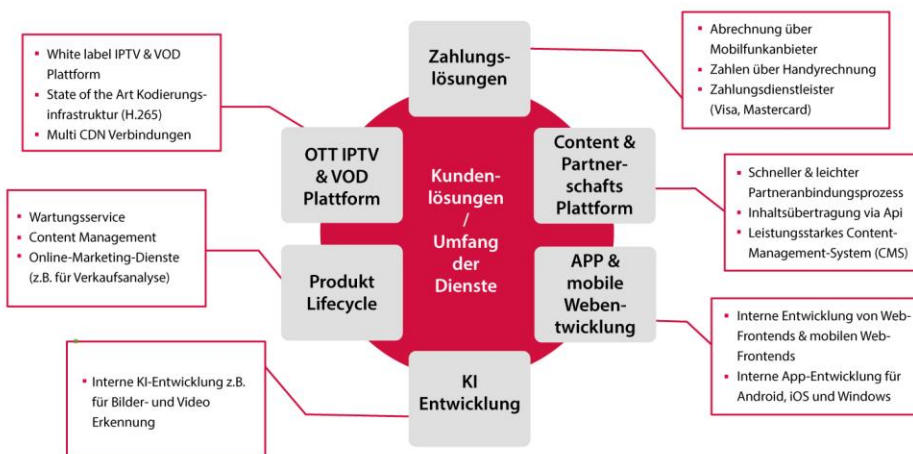 Zahlungs-
lösungen
Abrechnung über
Mobilfunkanbieter
Zahlen über Handyrechnung
Zahlungsdienstleister
(Visa, Mastercard)
White label IPTV & VOD
Plattform
State of the Art Kodierungs-
infrastruktur (H.265)
Multi CDN Verbindungen
OTT IPTV
& VOD
Plattform
Kunden-
lösungen
/
Umfang
der
Dienste
Content &
Partner-
schafts
Plattform
Schneller & leichter
Partneranbindungsprozess
Inhaltsübertragung via Api
Leistungsstarkes Content-
Management-System (CMS)
Wartungsservice
Content Management
Online-Marketing-Dienste
(z.B. für Verkaufsanalyse)
Produkt
Lifecycle
APP &
mobile
Webent-
wicklung
Interne Entwicklung von Web-
Frontends & mobilen Web-
Frontends
Interne App-Entwicklung für
Android, iOS und Windows
Interne KI-Entwicklung z.B.
für Bilder- und Video
Erkennung
KI
Entwicklung